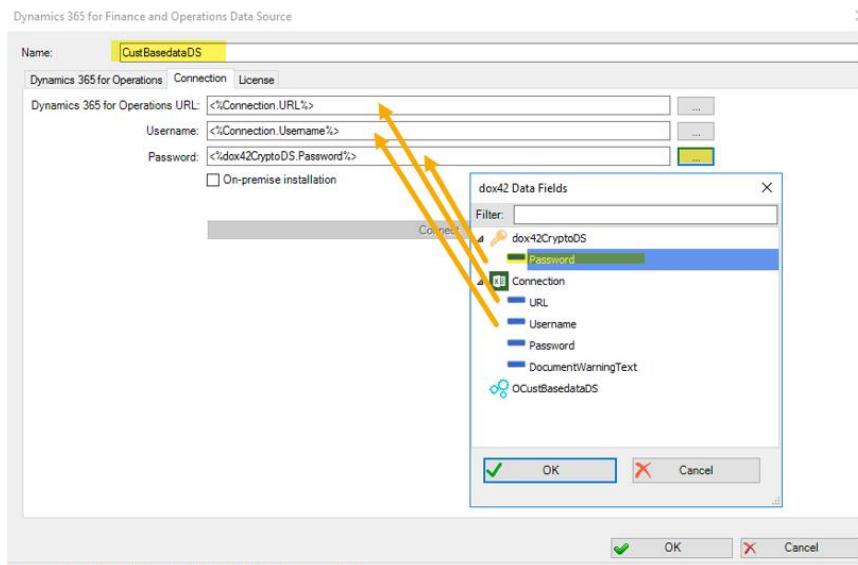 Dynamics 365 for Finance and Operations Data Source
Name: CustBasedataDS
Dynamics 365 for Operations Connection License
Dynamics 365 for Operations URL: <%Connection.URL%> ...
Username: <%Connection.Username%> ...
Password: <%dox42CryptoDS.Password%> ...
On-premise installation
Connect
dox42 Data Fields
Filter:
dox42CryptoDS
Password
Connection
URL
Username
Password
DocumentWarningText
OCustBasedataDS
OK Cancel
OK Cancel